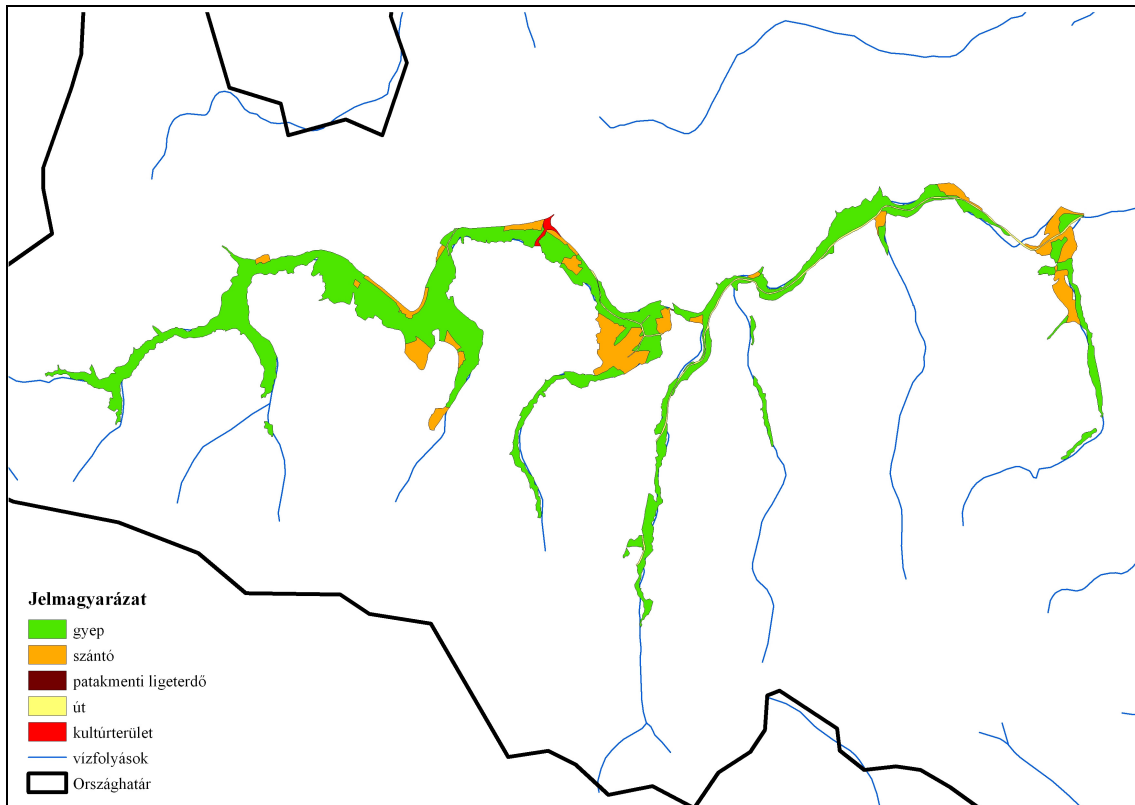 Jelmagyarázat
gyep
szántó
patakmenti ligeterdő
út
kultúrterület
vízfolyások
Országhatár